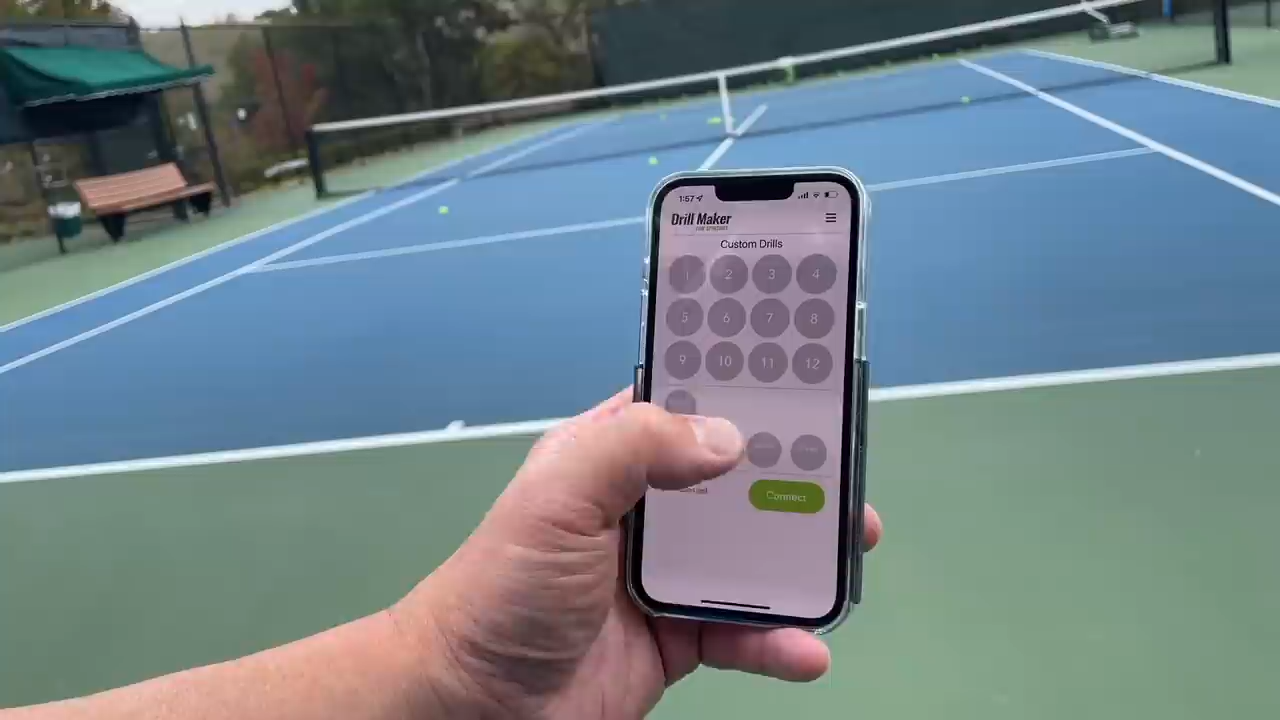 1:57
Drill Maker
Custom Drills
1 2 3 4
5 6 7 8
9 10 11 12
Connect